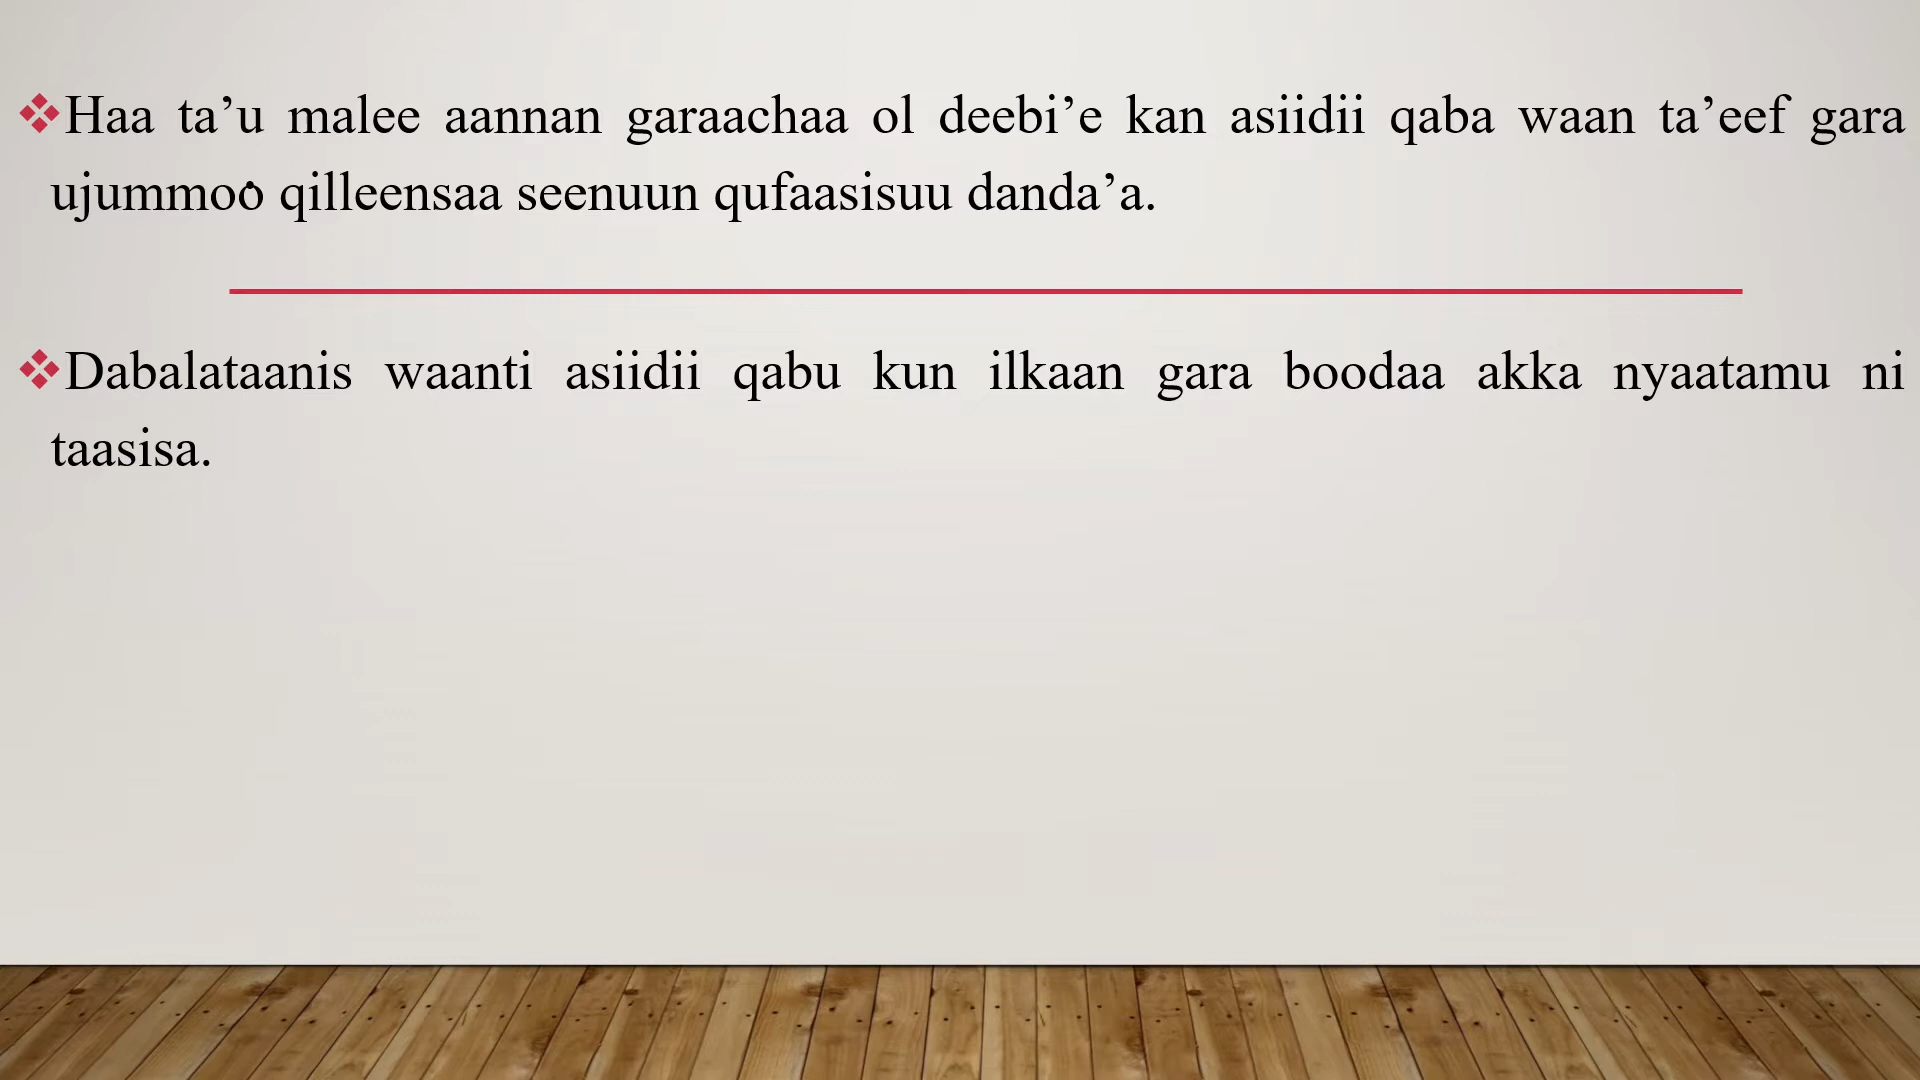 ❖Haa ta’u malee aannan garaachaa ol deebi’e kan asiidii qaba waan ta’eef gara
ujummoo qilleensaa seenuun qufaasisuu danda’a.
❖Dabalataanis waanti asiidii qabu kun ilkaan gara boodaa akka nyaatamu ni
taasisa.